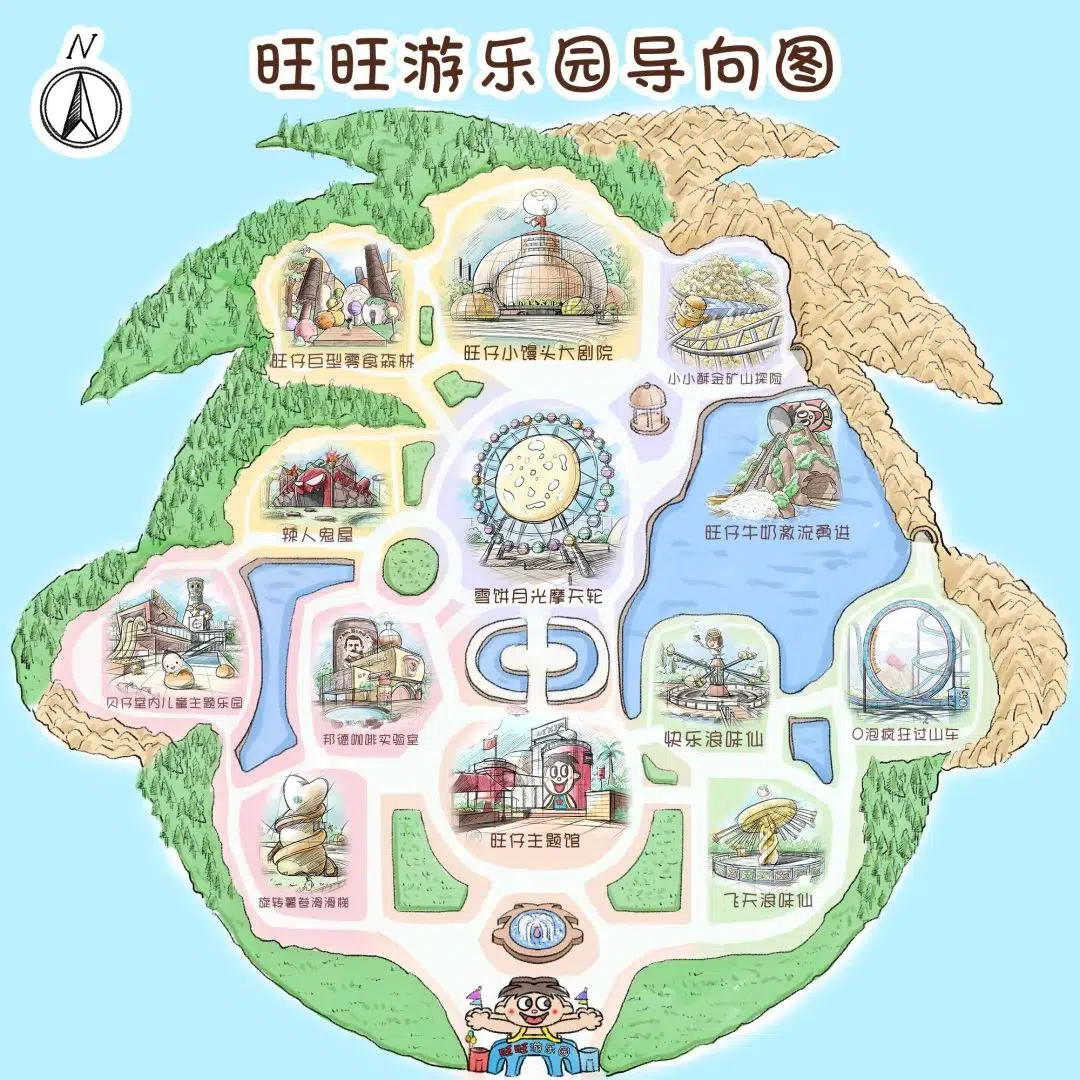 N
旺旺游乐园导向图
旺仔巨型零食森林
旺仔小馒头大剧院
小小酥金矿山探险
辣人鬼屋
雪饼月光摩天轮
旺仔牛奶激流勇进
贝仔室内儿童主题乐园
邦德咖啡实验室
快乐浪味仙
O泡疯狂过山车
旺仔主题馆
旋转薯卷滑滑梯
飞天浪味仙
旺旺游乐园